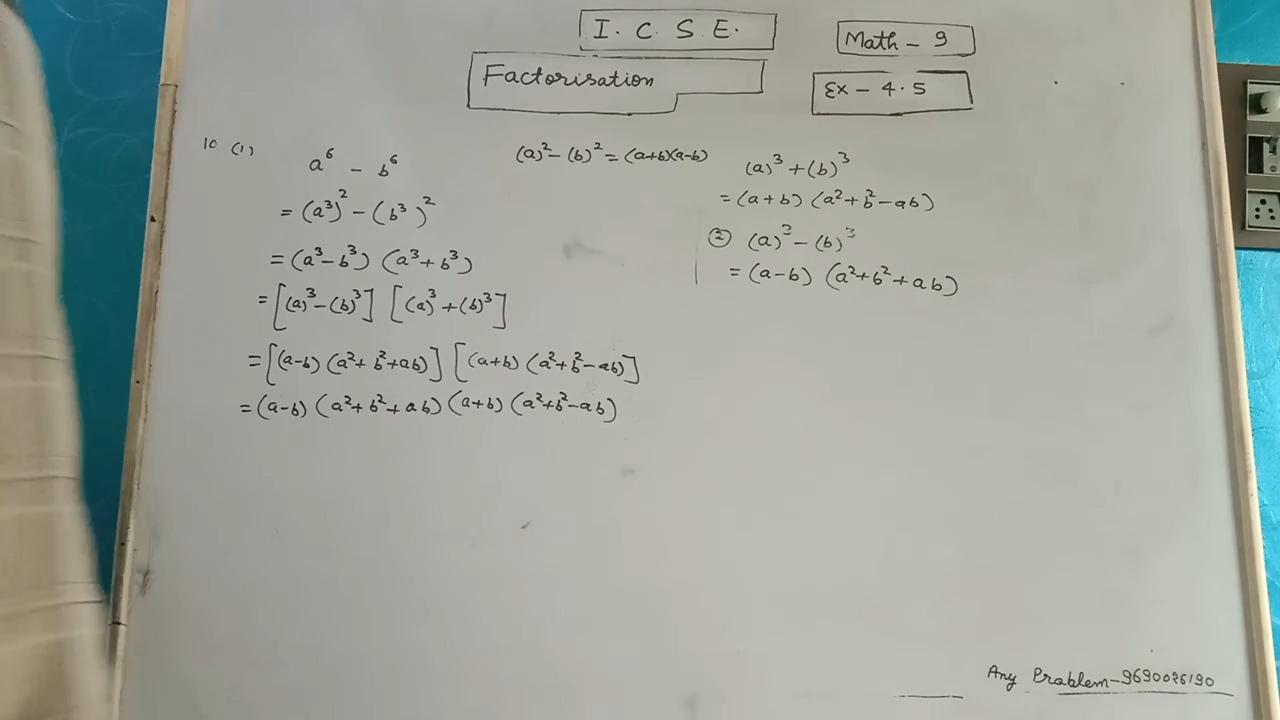 I. C. S. E.
Math - 9
Factorisation
Ex - 4.5
10 (1) a⁶ - b⁶
= (a³)² - (b³)²
= (a³-b³) (a³+b³)
= [(a)³-(b)³] [(a)³+(b)³]
= [(a-b) (a²+b²+ab)] [(a+b) (a²+b²-ab)]
= (a-b) (a²+b²+ab) (a+b) (a²+b²-ab)
(a)²-(b)² = (a+b)(a-b)
(a)³+(b)³
= (a+b) (a²+b²-ab)
② (a)³-(b)³
= (a-b) (a²+b²+ab)
Any Problem-9690026190